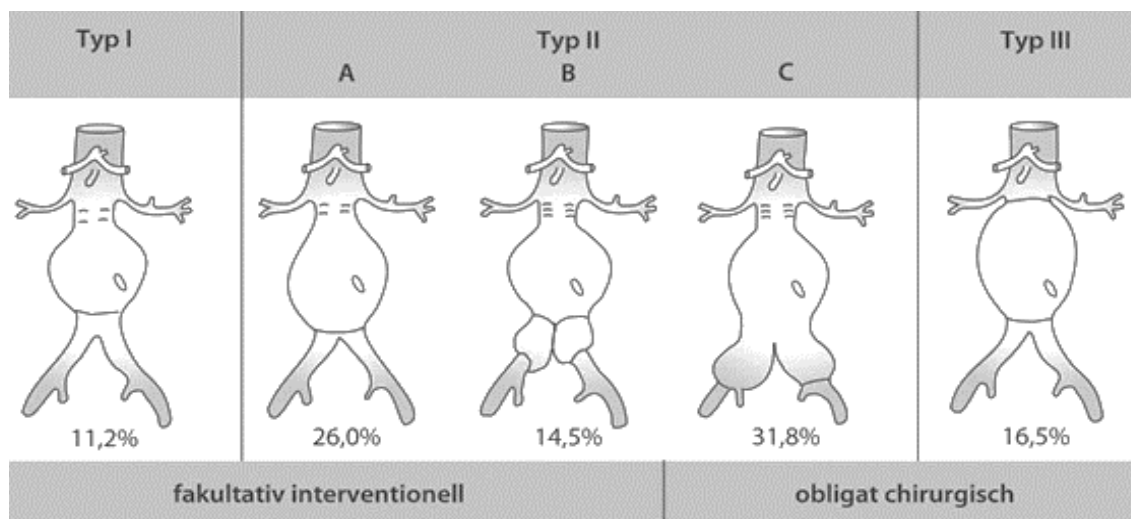 Typ I
Typ II
Typ III
A
B
C
11,2%
26,0%
14,5%
31,8%
16,5%
fakultativ interventionell
obligat chirurgisch